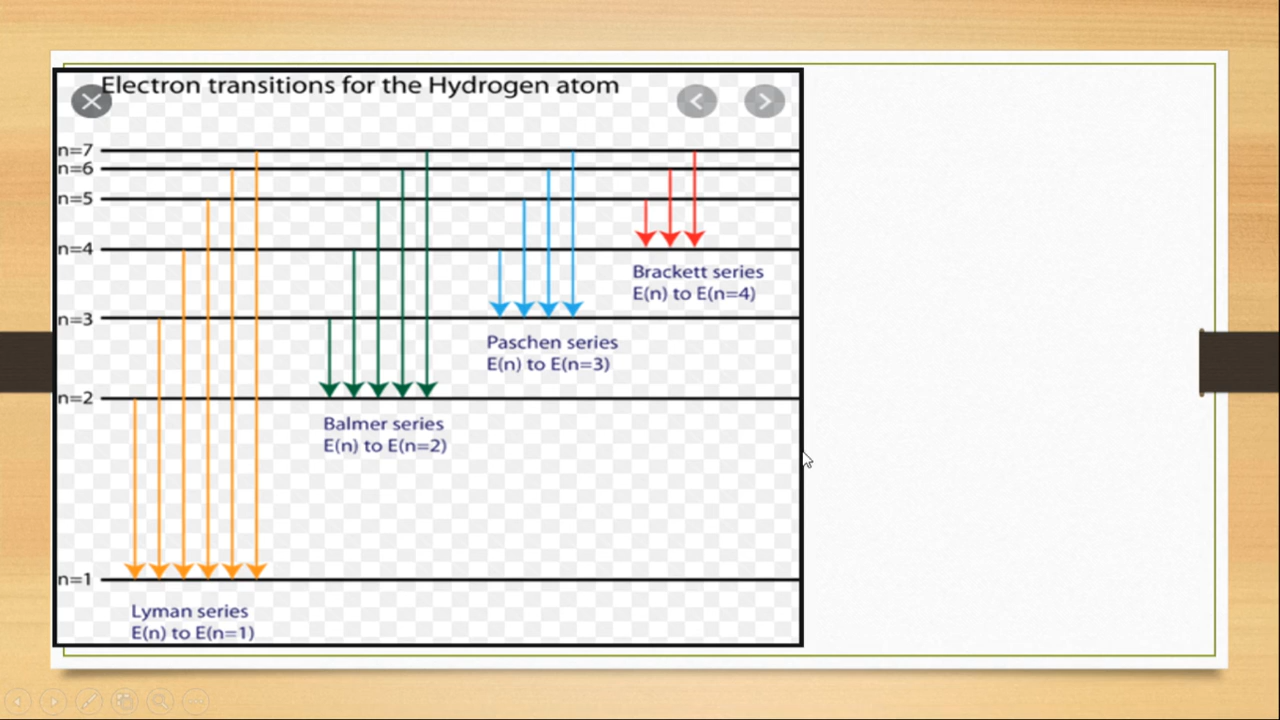 Electron transitions for the Hydrogen atom
n=7
n=6
n=5
n=4
Brackett series
E(n) to E(n=4)
n=3
Paschen series
E(n) to E(n=3)
n=2
Balmer series
E(n) to E(n=2)
n=1
Lyman series
E(n) to E(n=1)